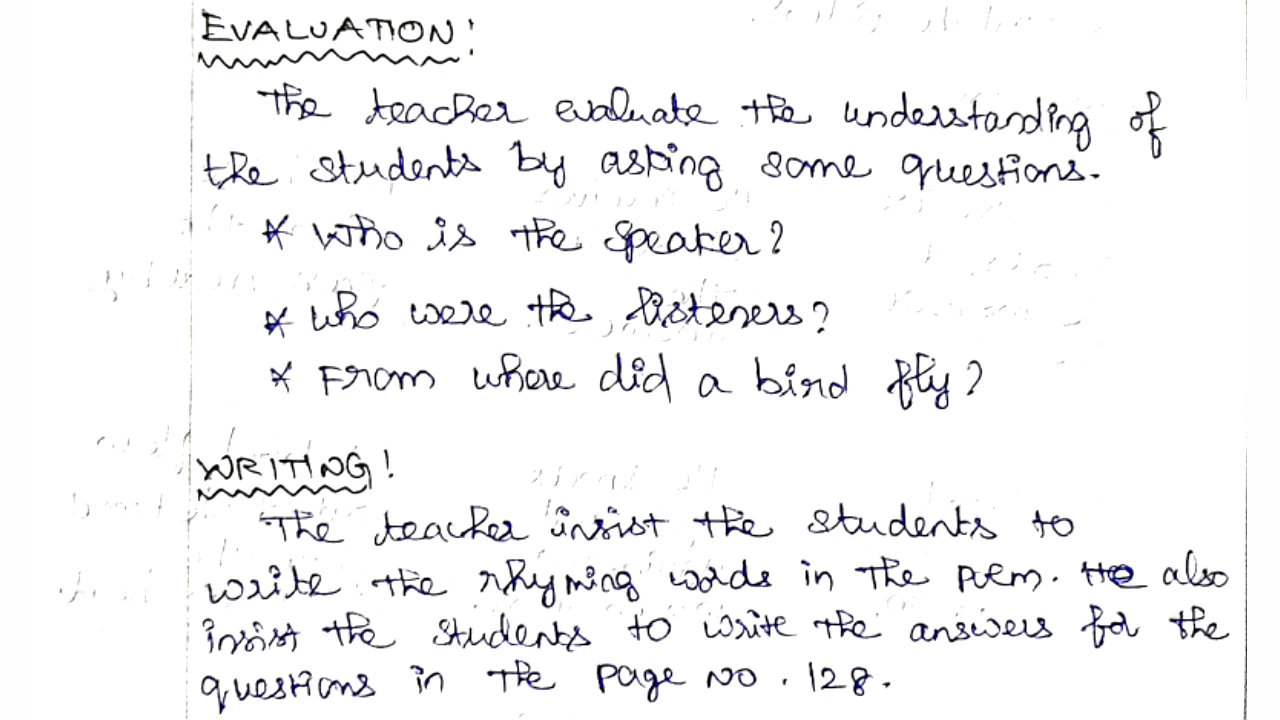 EVALUATION:
The teacher evaluate the understanding of
the students by asking some questions.
* Who is the speaker?
* Who were the listeners?
* From where did a bird fly?
WRITING:
The teacher insist the students to
write the rhyming words in the poem. He also
insist the students to write the answers for the
questions in the page No. 128.